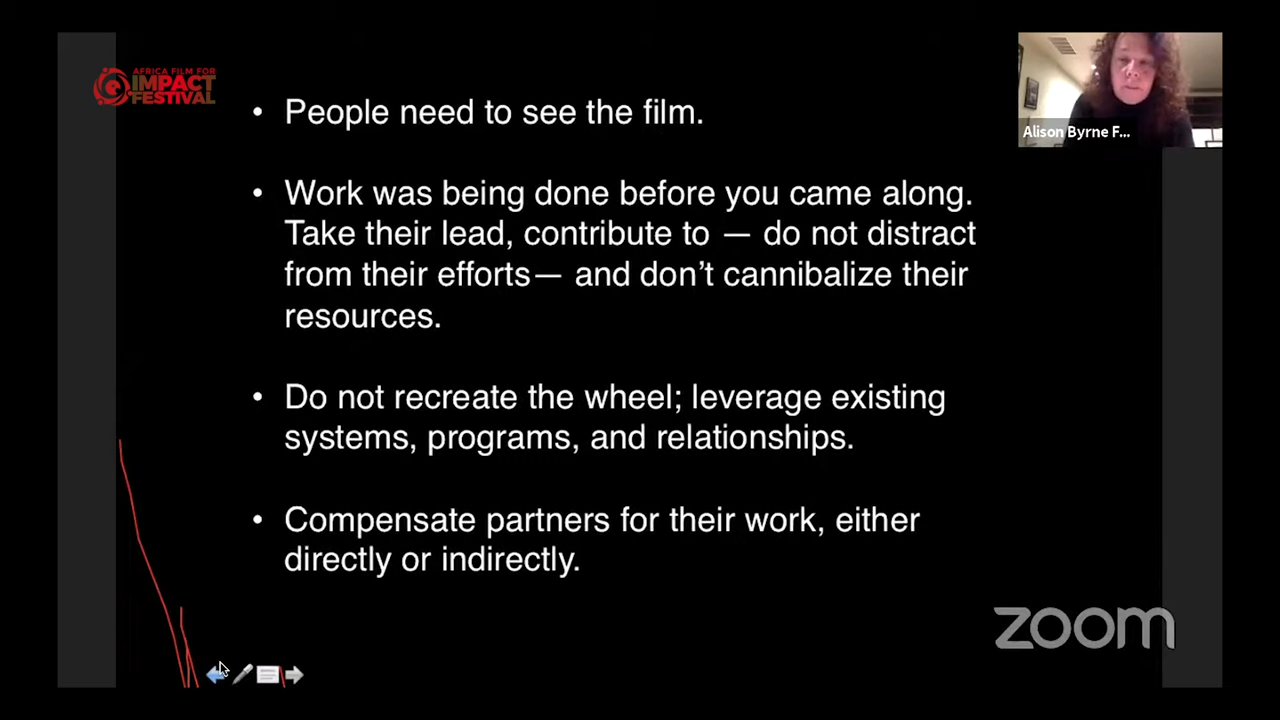 AFRICA FILM FOR
IMPACT
FESTIVAL
• People need to see the film.
Alison Byrne F...
• Work was being done before you came along.
Take their lead, contribute to — do not distract
from their efforts— and don’t cannibalize their
resources.
• Do not recreate the wheel; leverage existing
systems, programs, and relationships.
• Compensate partners for their work, either
directly or indirectly.
zoom